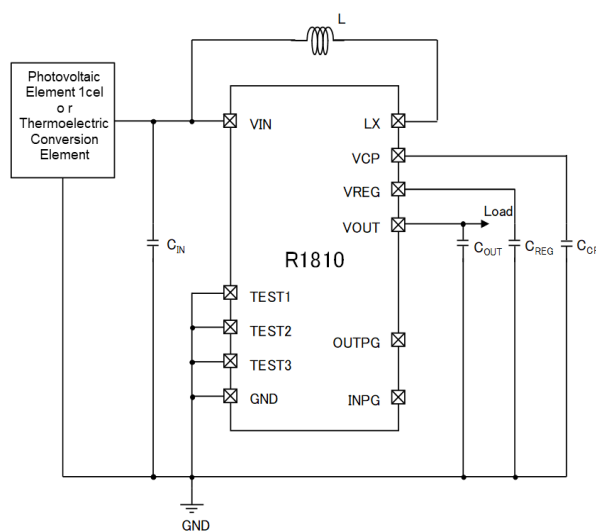 L
Photovoltaic
Element 1cel
o r
Thermoelectric
Conversion
Element
VIN
LX
VCP
VREG
VOUT
Load
CIN
R1810
COUT
CREG
CCP
TEST1
TEST2
TEST3
GND
OUTPG
INPG
GND